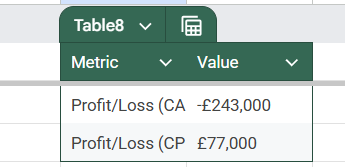 Table8
Metric Value
Profit/Loss (CA -£243,000
Profit/Loss (CP £77,000